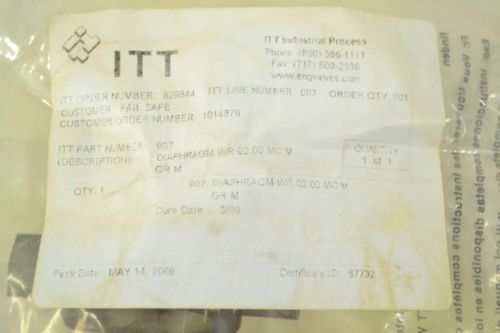 ITT
ITT Industrial Process
Phone: (800) 366-1111
Fax: (717) 509-2336
www.engvalves.com
ITT ORDER NUMBER: 829844 ITT LINE NUMBER: 007 ORDER QTY: 001
CUSTOMER: FAIL SAFE
CUSTOMER ORDER NUMBER: 1014878
ITT PART NUMBER: 907
(DESCRIPTION): DIAPHRAGM WR 02.00 MC M
GR M
QUANTITY
1 of 1
QTY: 1 907, DIAPHRAGM WR 02.00 MC M
GR M
Cure Date: 3/09
Pack Date: MAY 14, 2009 Certificate ID: 57732